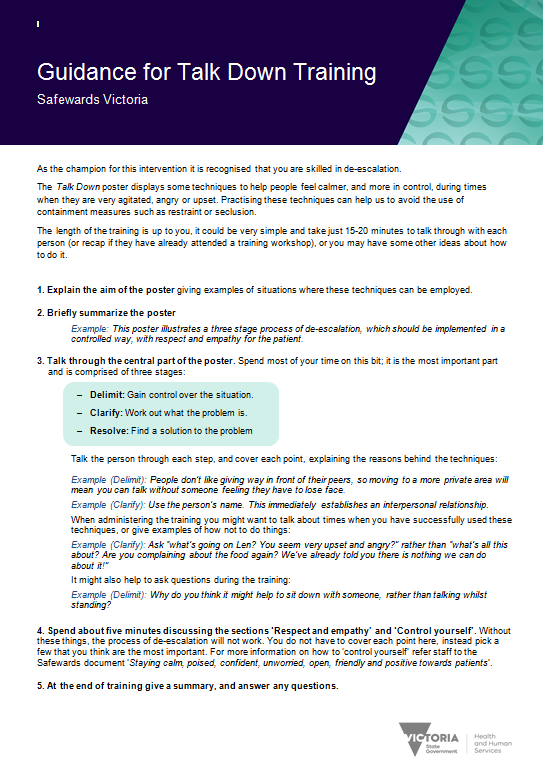 Guidance for Talk Down Training
Safewards Victoria
As the champion for this intervention it is recognised that you are skilled in de-escalation.
The Talk Down poster displays some techniques to help people feel calmer, and more in control, during times
when they are very agitated, angry or upset. Practising these techniques can help us to avoid the use of
containment measures such as restraint or seclusion.
The length of the training is up to you, it could be very simple and take just 15-20 minutes to talk through with each
person (or recap if they have already attended a training workshop), or you may have some other ideas about how
to do it.
1. Explain the aim of the poster giving examples of situations where these techniques can be employed.
2. Briefly summarize the poster
Example: This poster illustrates a three stage process of de-escalation, which should be implemented in a
controlled way, with respect and empathy for the patient.
3. Talk through the central part of the poster. Spend most of your time on this bit; it is the most important part
and is comprised of three stages:
– Delimit: Gain control over the situation.
– Clarify: Work out what the problem is.
– Resolve: Find a solution to the problem
Talk the person through each step, and cover each point, explaining the reasons behind the techniques:
Example (Delimit): People don't like giving way in front of their peers, so moving to a more private area will
mean you can talk without someone feeling they have to lose face.
Example (Clarify): Use the person's name. This immediately establishes an interpersonal relationship.
When administering the training you might want to talk about times when you have successfully used these
techniques, or give examples of how not to do things:
Example (Clarify): Ask "what's going on Len? You seem very upset and angry?" rather than "what's all this
about? Are you complaining about the food again? We've already told you there is nothing we can do
about it!"
It might also help to ask questions during the training:
Example (Delimit): Why do you think it might help to sit down with someone, rather than talking whilst
standing?
4. Spend about five minutes discussing the sections 'Respect and empathy' and 'Control yourself'. Without
these things, the process of de-escalation will not work. You do not have to cover each point here, instead pick a
few that you think are the most important. For more information on how to 'control yourself' refer staff to the
Safewards document 'Staying calm, poised, confident, unworried, open, friendly and positive towards patients'.
5. At the end of training give a summary, and answer any questions.
VICTORIA
State
Government
Health
and Human
Services